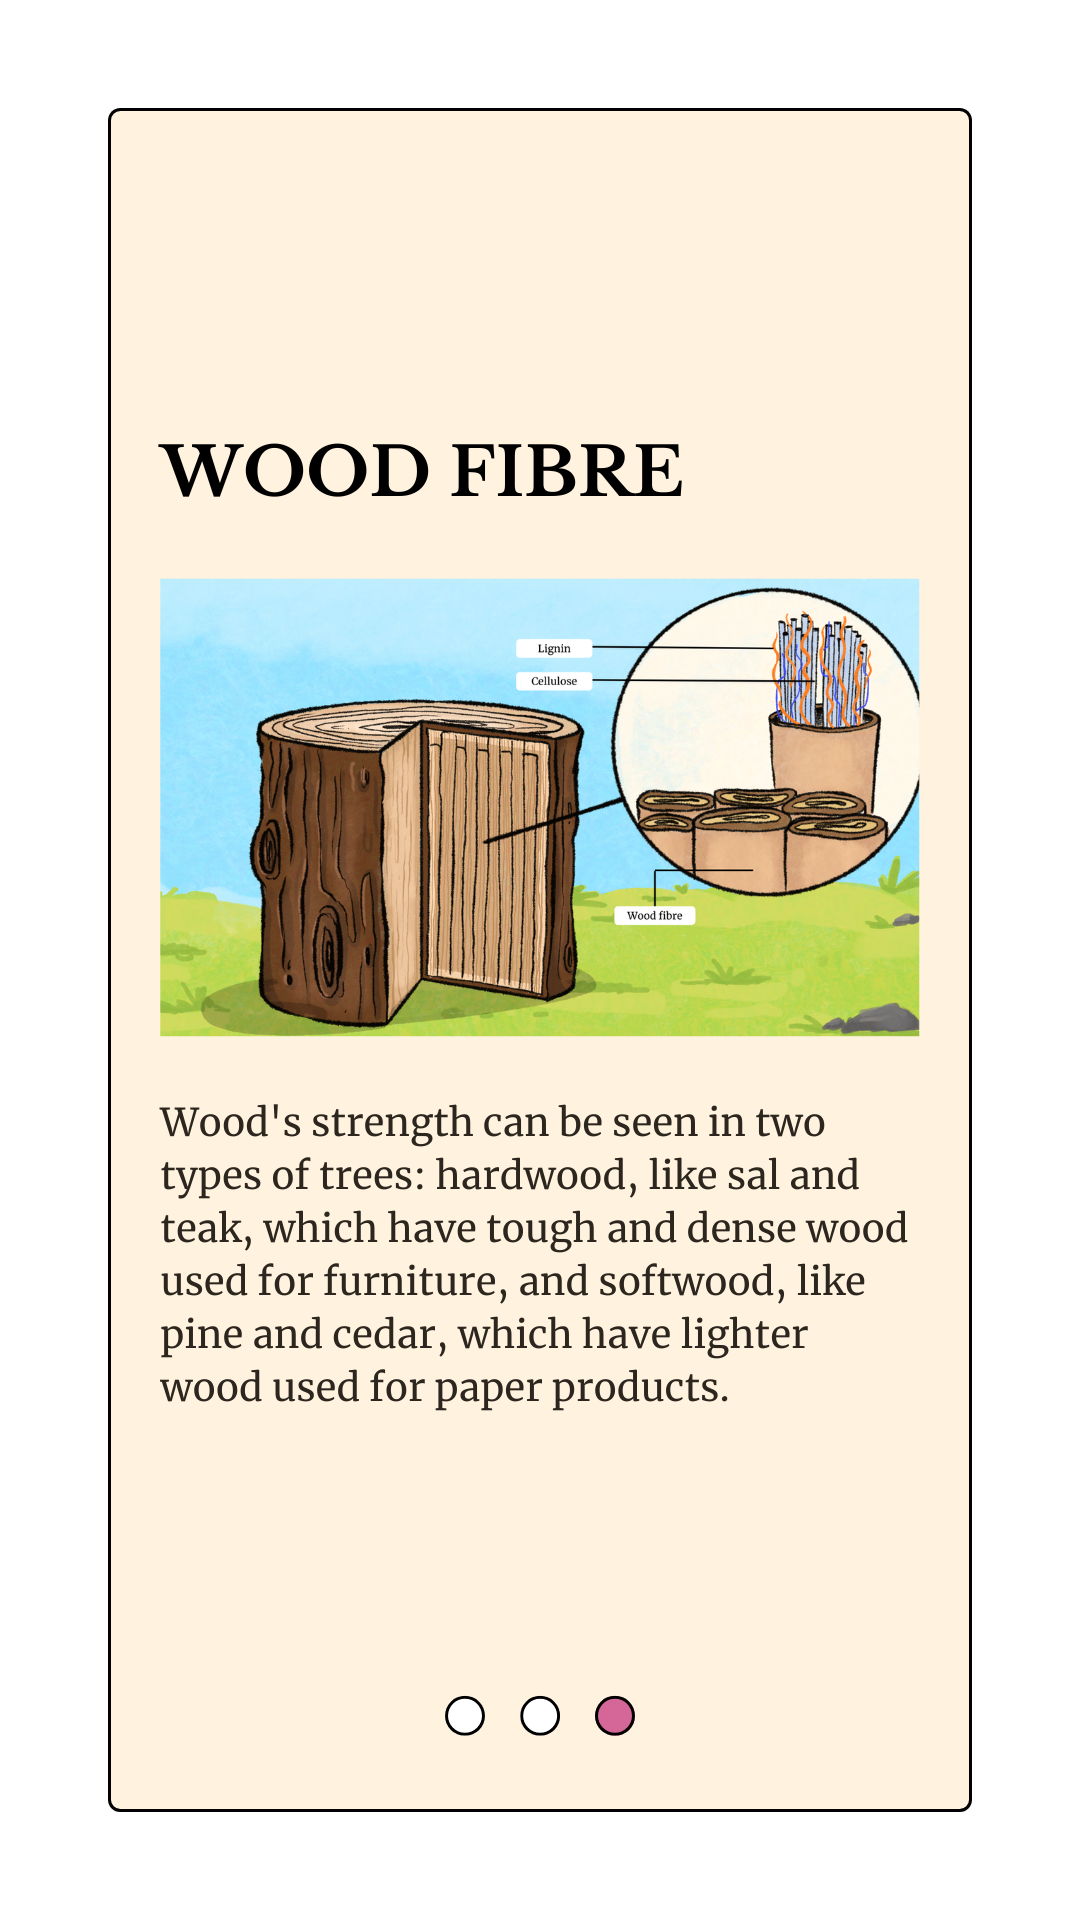 WOOD FIBRE
Lignin
Cellulose
Wood fibre
Wood's strength can be seen in two
types of trees: hardwood, like sal and
teak, which have tough and dense wood
used for furniture, and softwood, like
pine and cedar, which have lighter
wood used for paper products.